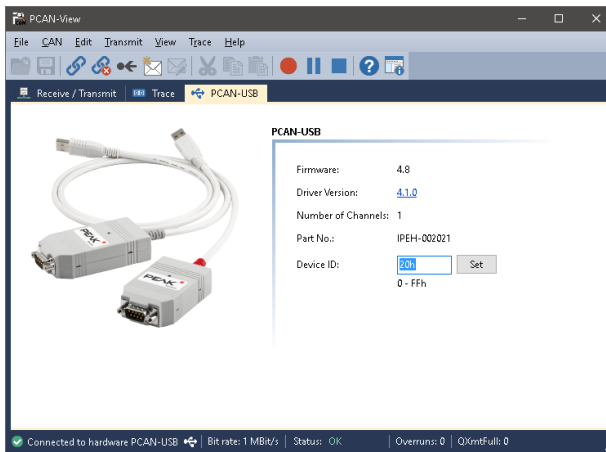 PCAN-View
File CAN Edit Transmit View Trace Help
Receive / Transmit Trace PCAN-USB
PCAN-USB
Firmware: 4.8
Driver Version: 4.1.0
Number of Channels: 1
Part No.: IPEH-002021
Device ID: 20h Set
0 - FFh
PEAK
PEAK
Connected to hardware PCAN-USB Bit rate: 1 MBit/s Status: OK Overruns: 0 QXmtFull: 0